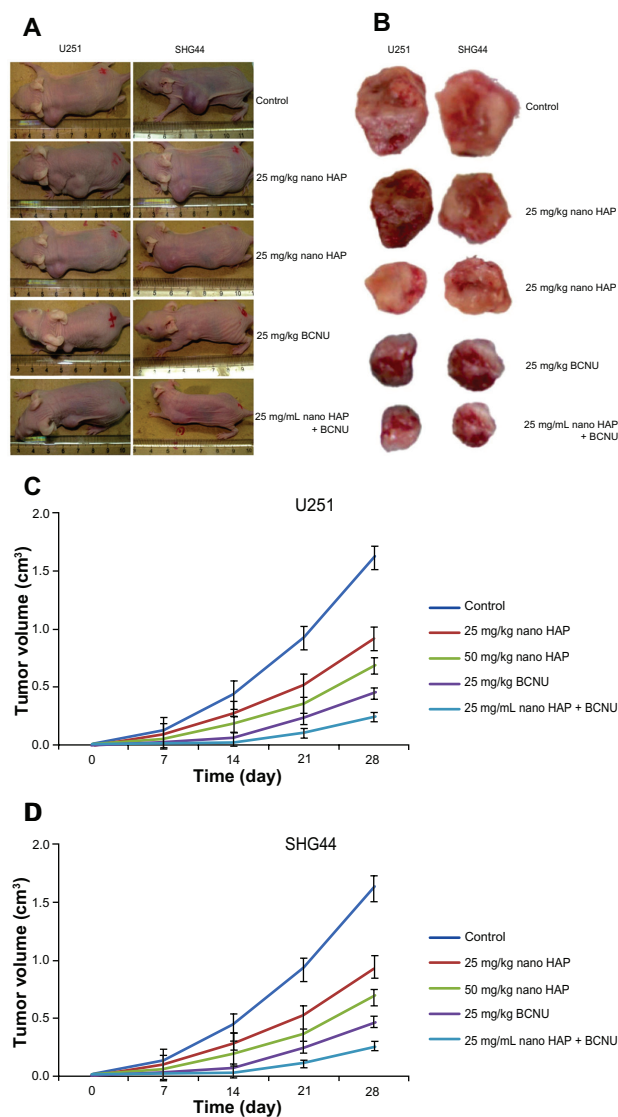 A
U251 SHG44
Control
25 mg/kg nano HAP
25 mg/kg nano HAP
25 mg/kg BCNU
25 mg/mL nano HAP
+ BCNU
B
U251 SHG44
Control
25 mg/kg nano HAP
25 mg/kg nano HAP
25 mg/kg BCNU
25 mg/mL nano HAP
+ BCNU
C
U251
Tumor volume (cm³)
2.0
1.5
1.0
0.5
0.0
0 7 14 21 28
Time (day)
Control
25 mg/kg nano HAP
50 mg/kg nano HAP
25 mg/kg BCNU
25 mg/mL nano HAP + BCNU
D
SHG44
Tumor volume (cm³)
2.0
1.5
1.0
0.5
0.0
0 7 14 21 28
Time (day)
Control
25 mg/kg nano HAP
50 mg/kg nano HAP
25 mg/kg BCNU
25 mg/mL nano HAP + BCNU